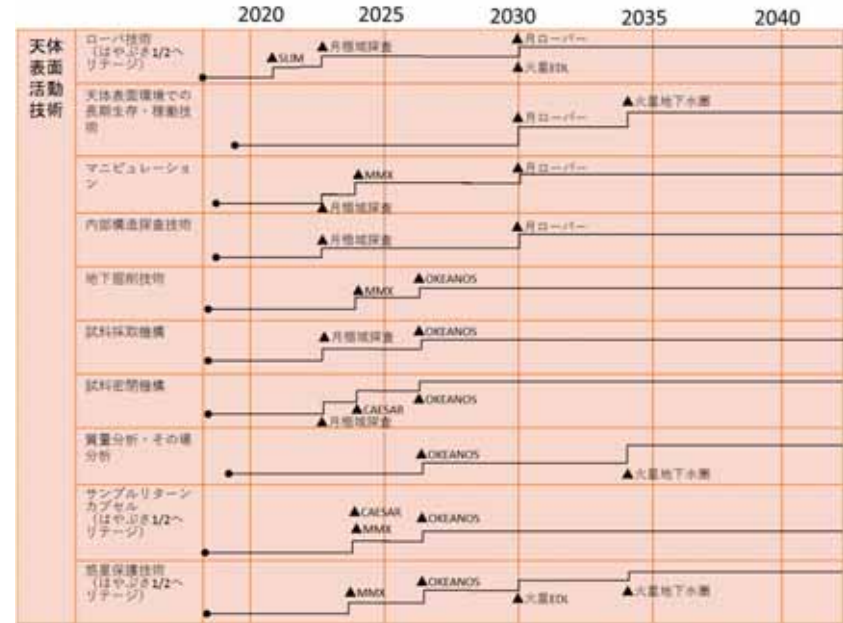 2020 2025 2030 2035 2040
天体
表面
活動
技術
ローバ技術
（はやぶさ1/2ヘ
リテージ）
▲SLIM
▲月極域探査
▲月ローバー
▲火星EDL
天体表面環境での
長期生存・稼動技
術
▲月ローバー
▲火星地下水圏
マニピュレーショ
ン
▲MMX
▲月極域探査
▲月ローバー
内部構造探査技術
▲月極域探査
▲月ローバー
地下掘削技術
▲MMX
▲OKEANOS
試料採取機構
▲月極域探査
▲OKEANOS
試料密閉機構
▲CAESAR
▲月極域探査
▲OKEANOS
質量分析・その場
分析
▲OKEANOS
▲火星地下水圏
サンプルリターン
カプセル
（はやぶさ1/2ヘ
リテージ）
▲CAESAR
▲MMX
▲OKEANOS
惑星保護技術
（はやぶさ1/2ヘ
リテージ）
▲MMX
▲OKEANOS
▲火星EDL
▲火星地下水圏